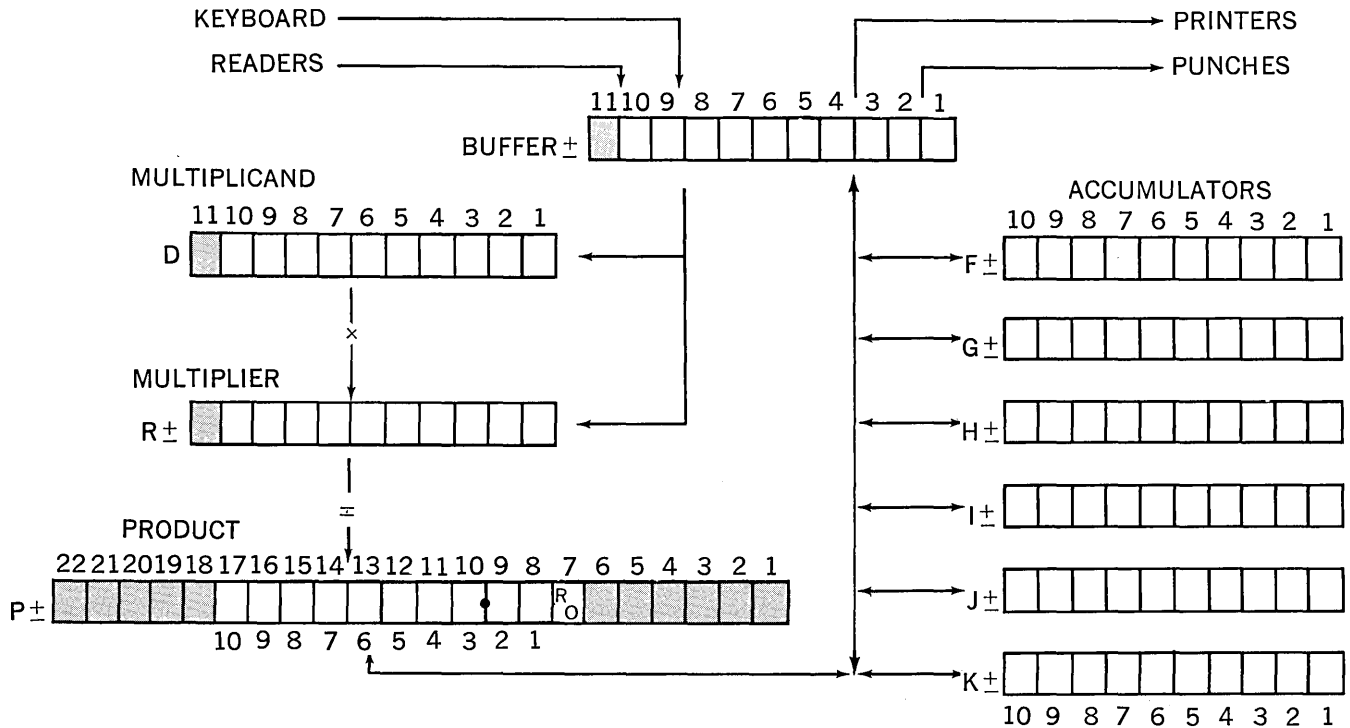 KEYBOARD PRINTERS
READERS PUNCHES
11 10 9 8 7 6 5 4 3 2 1
BUFFER ±
MULTIPLICAND
ACCUMULATORS
11 10 9 8 7 6 5 4 3 2 1
10 9 8 7 6 5 4 3 2 1
D
F ±
×
G ±
MULTIPLIER
R ±
H ±
=
I ±
PRODUCT
22 21 20 19 18 17 16 15 14 13 12 11 10 9 8 7 6 5 4 3 2 1
P ±
RO
J ±
10 9 8 7 6 5 4 3 2 1
K ±
10 9 8 7 6 5 4 3 2 1